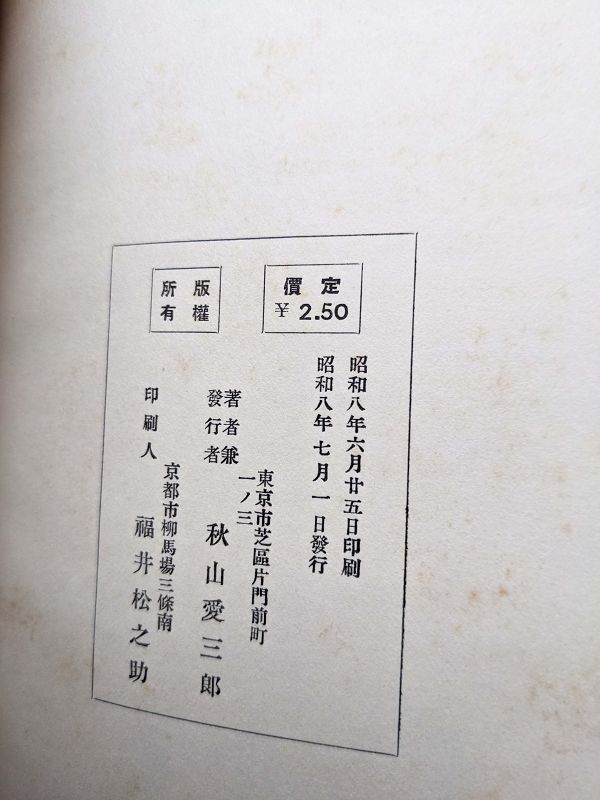 定價
¥ 2.50
版權
所有
昭和八年六月廿五日印刷
昭和八年七月一日發行
東京市芝區片門前町
一ノ三
著者兼
發行者
秋山愛三郎
京都市柳馬場三條南
印刷人
福井松之助